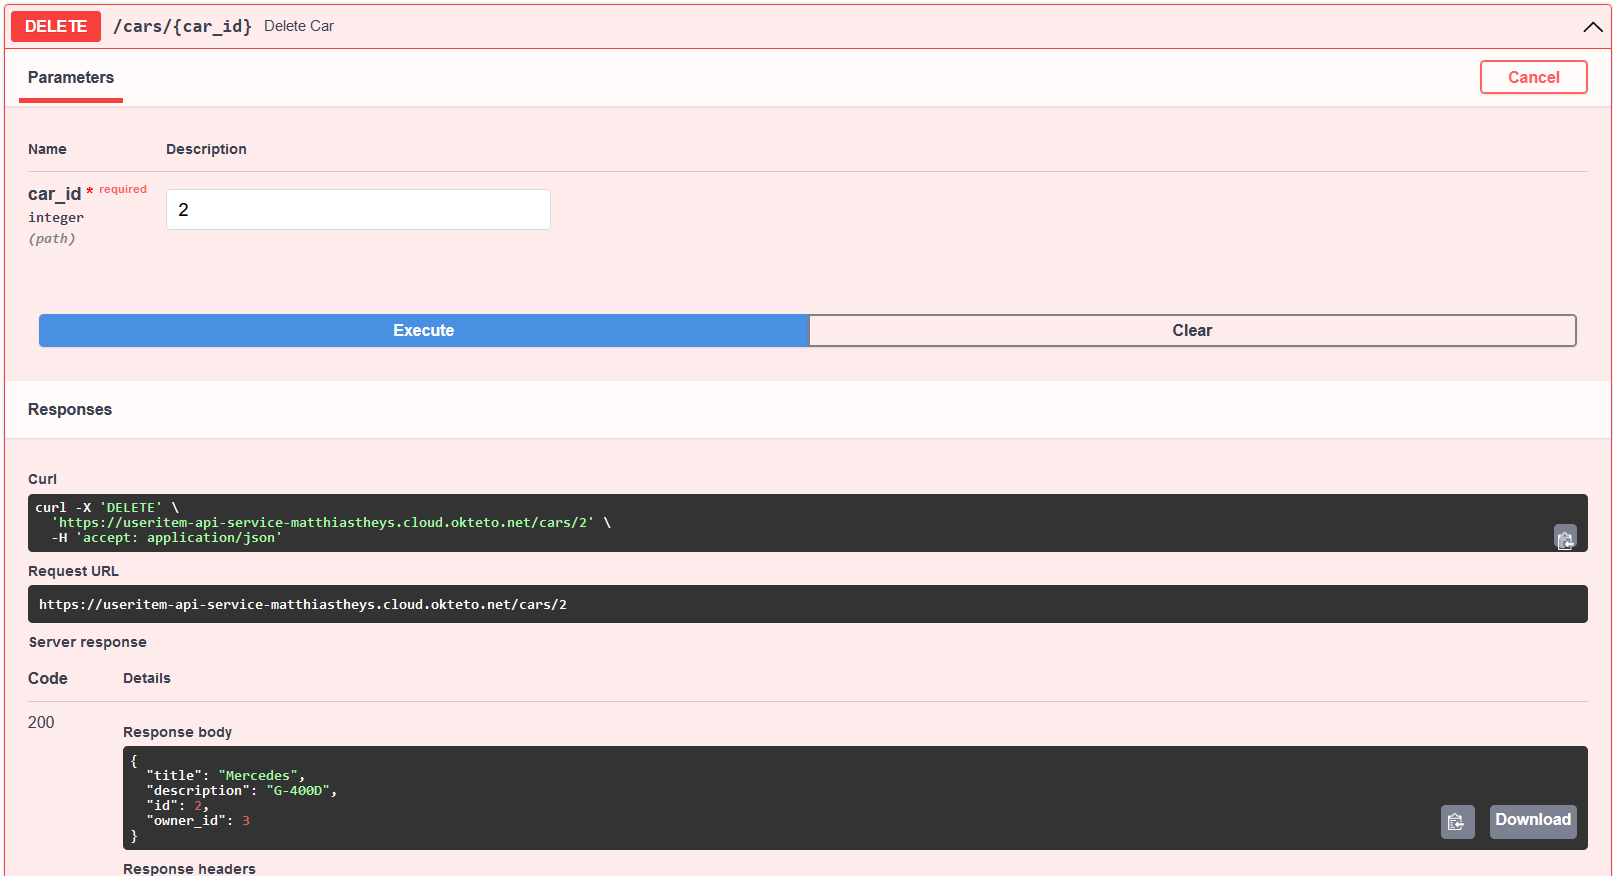 DELETE /cars/{car_id} Delete Car
Parameters
Cancel
Name Description
car_id * required
integer
(path)
2
Execute Clear
Responses
Curl
curl -X 'DELETE' \
  'https://useritem-api-service-matthiastheys.cloud.okteto.net/cars/2' \
  -H 'accept: application/json'
Request URL
https://useritem-api-service-matthiastheys.cloud.okteto.net/cars/2
Server response
Code Details
200
Response body
{
  "title": "Mercedes",
  "description": "G-400D",
  "id": 2,
  "owner_id": 3
}
Download
Response headers